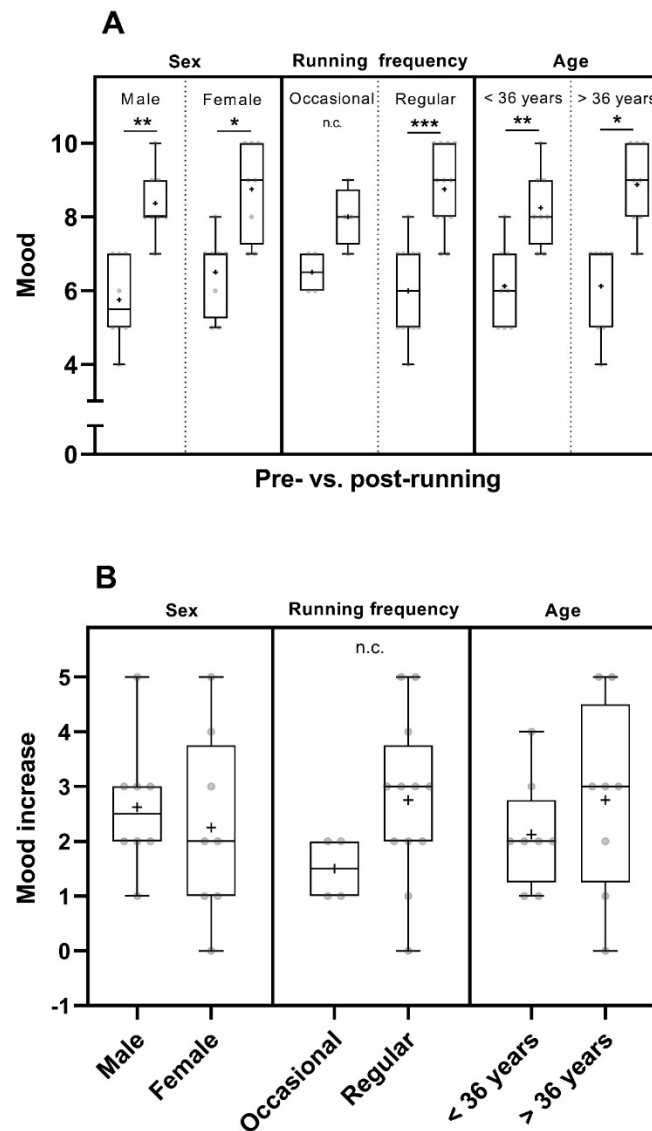 A
Sex Running frequency Age
Male Female Occasional Regular < 36 years > 36 years
** * n.c. *** ** *
10
8
6
4
0
Mood
Pre- vs. post-running
B
Sex Running frequency Age
n.c.
5
4
3
2
1
0
-1
Mood increase
Male Female Occasional Regular < 36 years > 36 years